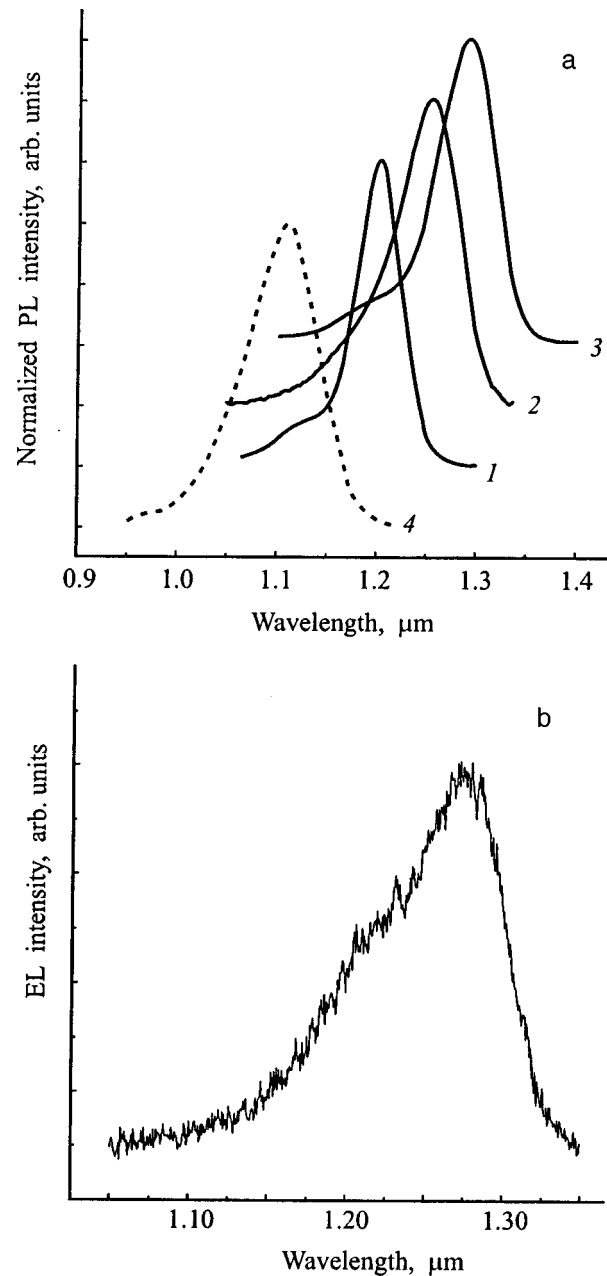 a
Normalized PL intensity, arb. units
3
2
1
4
0.9 1.0 1.1 1.2 1.3 1.4
Wavelength, μm
b
EL intensity, arb. units
1.10 1.20 1.30
Wavelength, μm